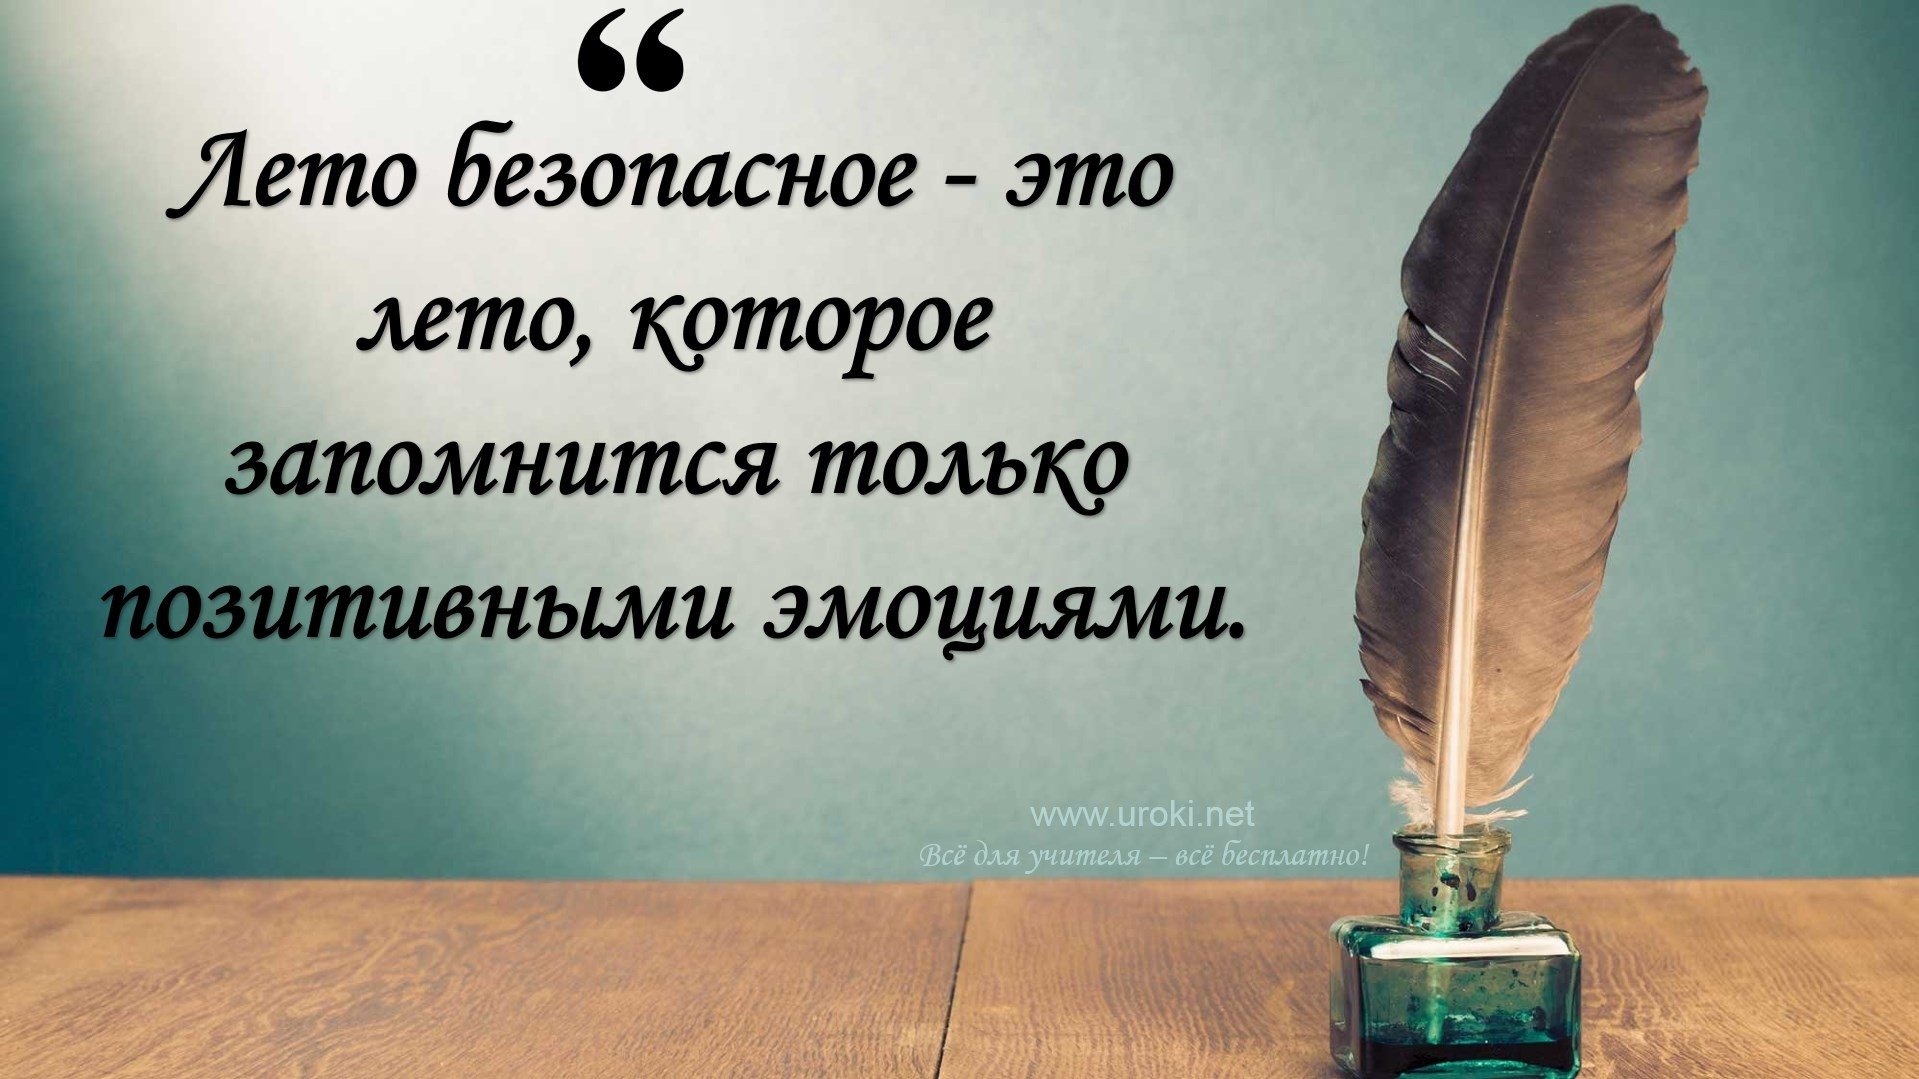 “
Лето безопасное - это
лето, которое
запомнится только
позитивными эмоциями.
www.uroki.net
Всё для учителя – всё бесплатно!